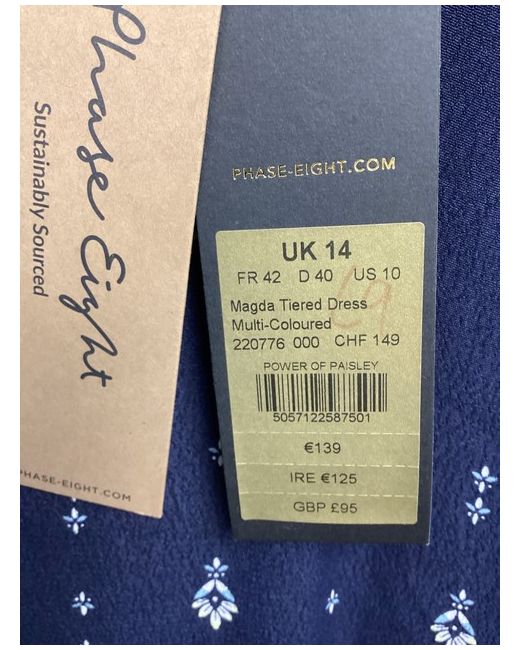 Phase Eight
Sustainably Sourced
PHASE-EIGHT.COM
PHASE-EIGHT.COM
UK 14
FR 42 D 40 US 10
69
Magda Tiered Dress
Multi-Coloured
220776 000 CHF 149
POWER OF PAISLEY
5057122587501
€139
IRE €125
GBP £95